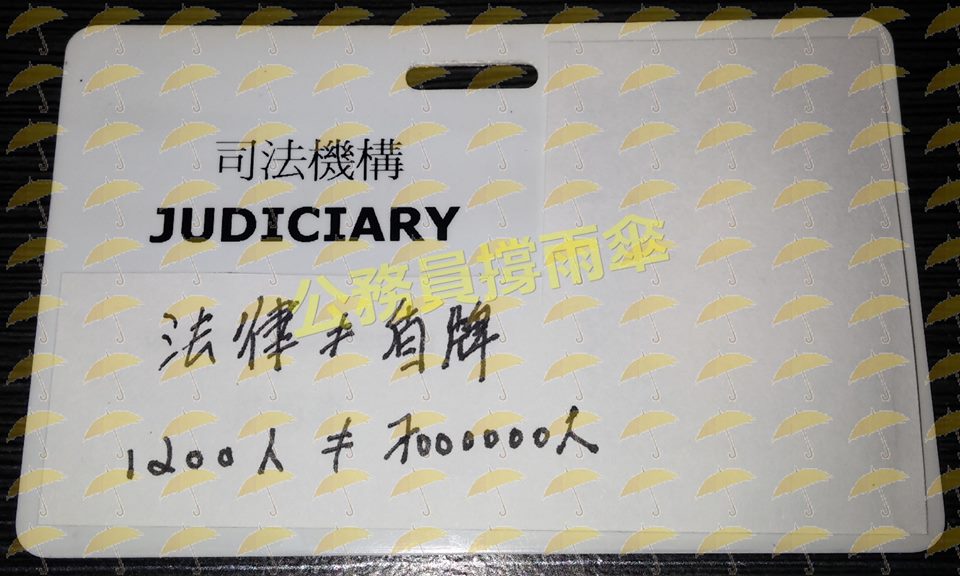 司法機構
JUDICIARY
公務員撐雨傘
法律≠盾牌
1200人≠7000000人